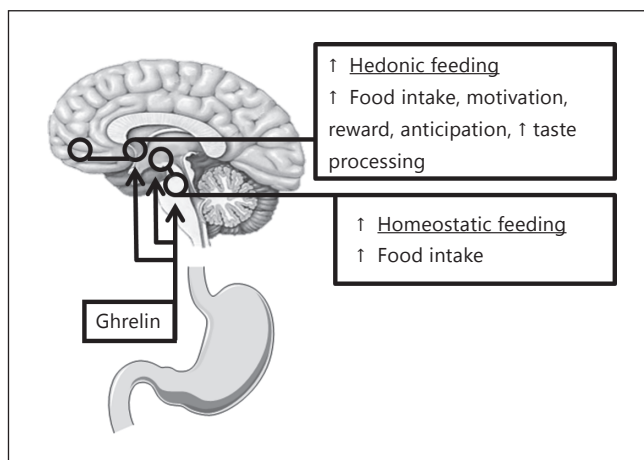 ↑ Hedonic feeding
↑ Food intake, motivation,
reward, anticipation, ↑ taste
processing
↑ Homeostatic feeding
↑ Food intake
Ghrelin